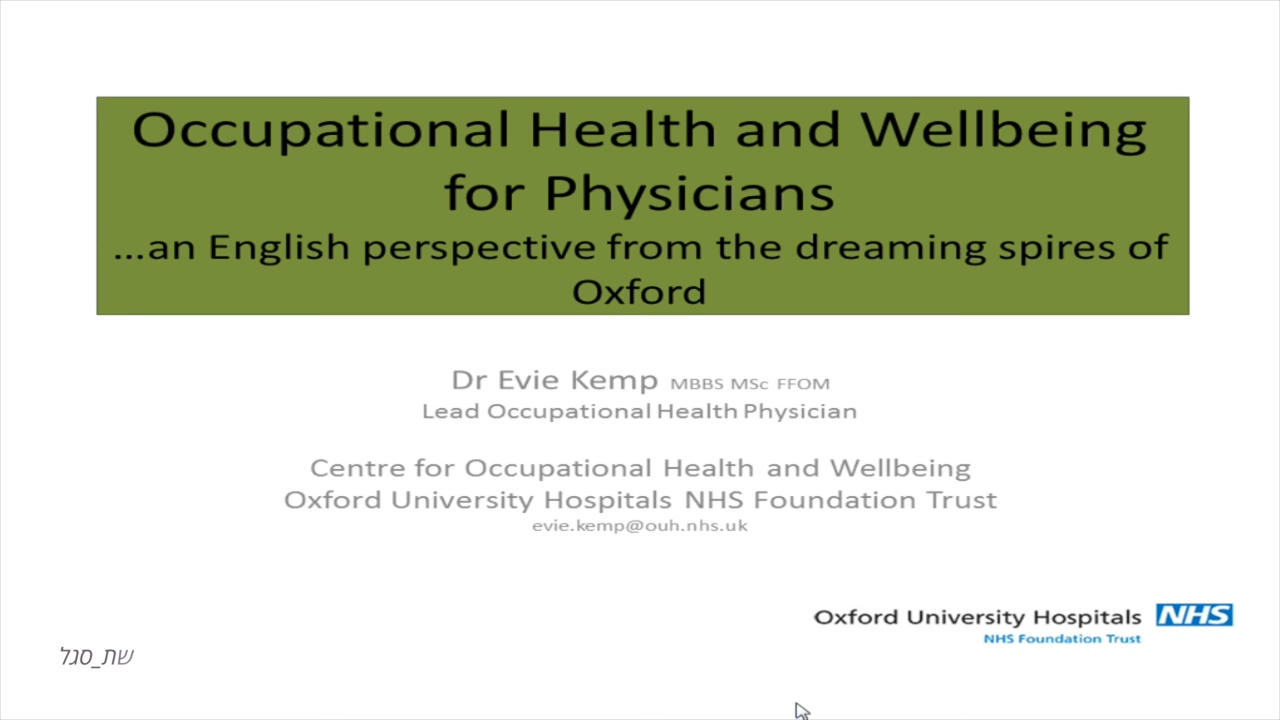 Occupational Health and Wellbeing
for Physicians
...an English perspective from the dreaming spires of
Oxford
Dr Evie Kemp MBBS MSc FFOM
Lead Occupational Health Physician
Centre for Occupational Health and Wellbeing
Oxford University Hospitals NHS Foundation Trust
evie.kemp@ouh.nhs.uk
Oxford University Hospitals NHS
NHS Foundation Trust
שת_סגל